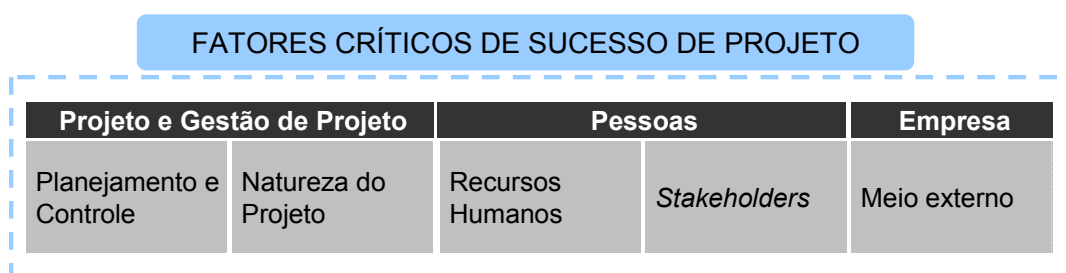 FATORES CRÍTICOS DE SUCESSO DE PROJETO
Projeto e Gestão de Projeto
Pessoas
Empresa
Planejamento e
Controle
Natureza do
Projeto
Recursos
Humanos
Stakeholders
Meio externo